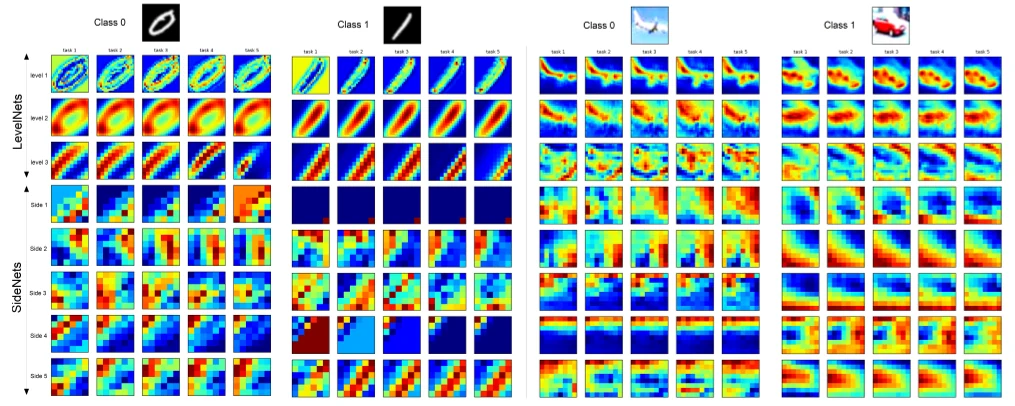 Class 0
Class 1
Class 0
Class 1
task 1 task 2 task 3 task 4 task 5
task 1 task 2 task 3 task 4 task 5
task 1 task 2 task 3 task 4 task 5
task 1 task 2 task 3 task 4 task 5
LevelNets
level 1
level 2
level 3
SideNets
Side 1
Side 2
Side 3
Side 4
Side 5